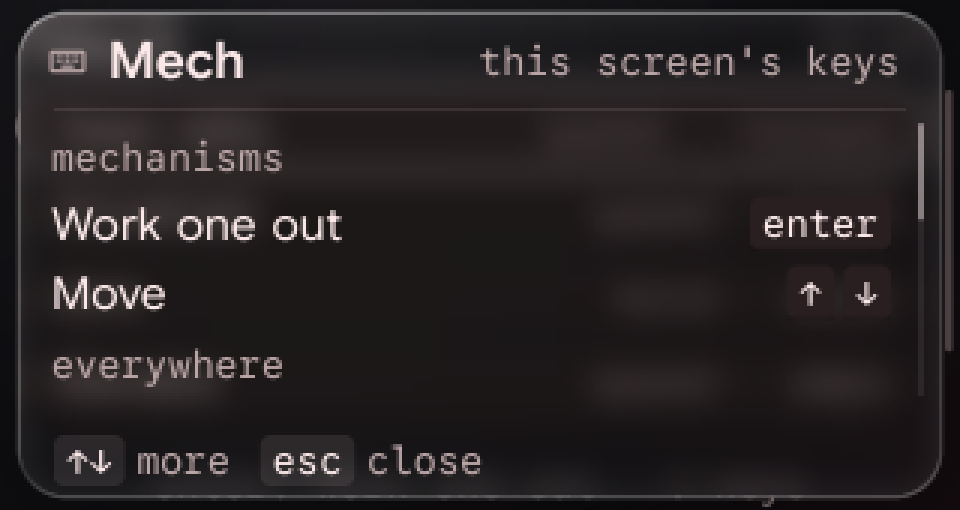 Mech this screen's keys
mechanisms
Work one out enter
Move ↑ ↓
everywhere
↑↓ more esc close